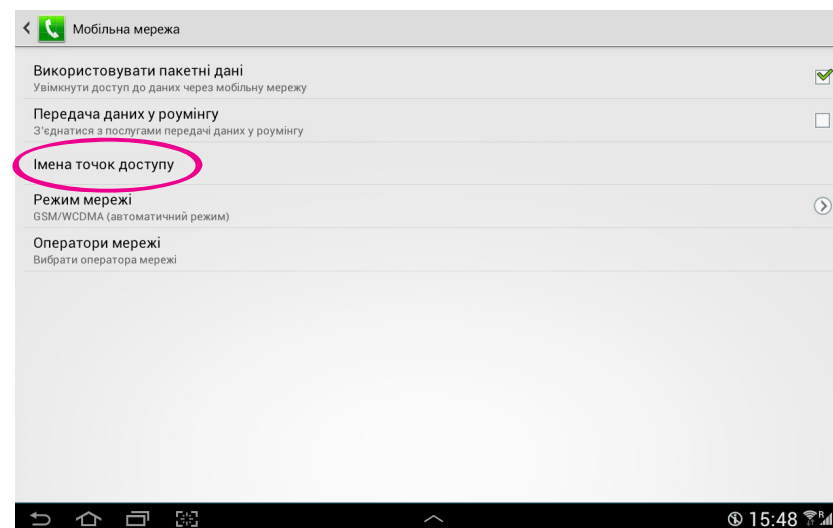 Мобільна мережа
Використовувати пакетні дані
Увімкнути доступ до даних через мобільну мережу
Передача даних у роумінгу
З'єднатися з послугами передачі даних у роумінгу
Імена точок доступу
Режим мережі
GSM/WCDMA (автоматичний режим)
Оператори мережі
Вибрати оператора мережі
15:48 R